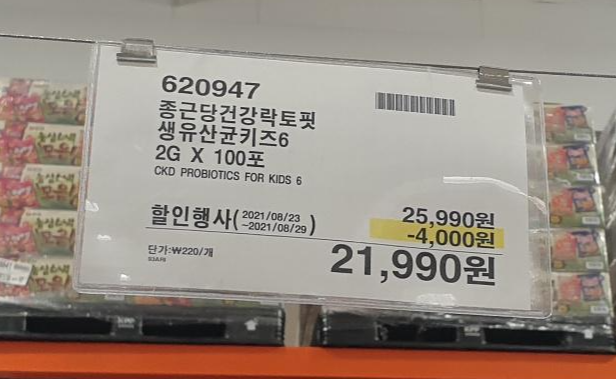 620947
종근당건강락토핏
생유산균키즈6
2G X 100포
CKD PROBIOTICS FOR KIDS 6
할인행사(2021/08/23
~2021/08/29)
25,990원
-4,000원
단가:₩220/개
21,990원